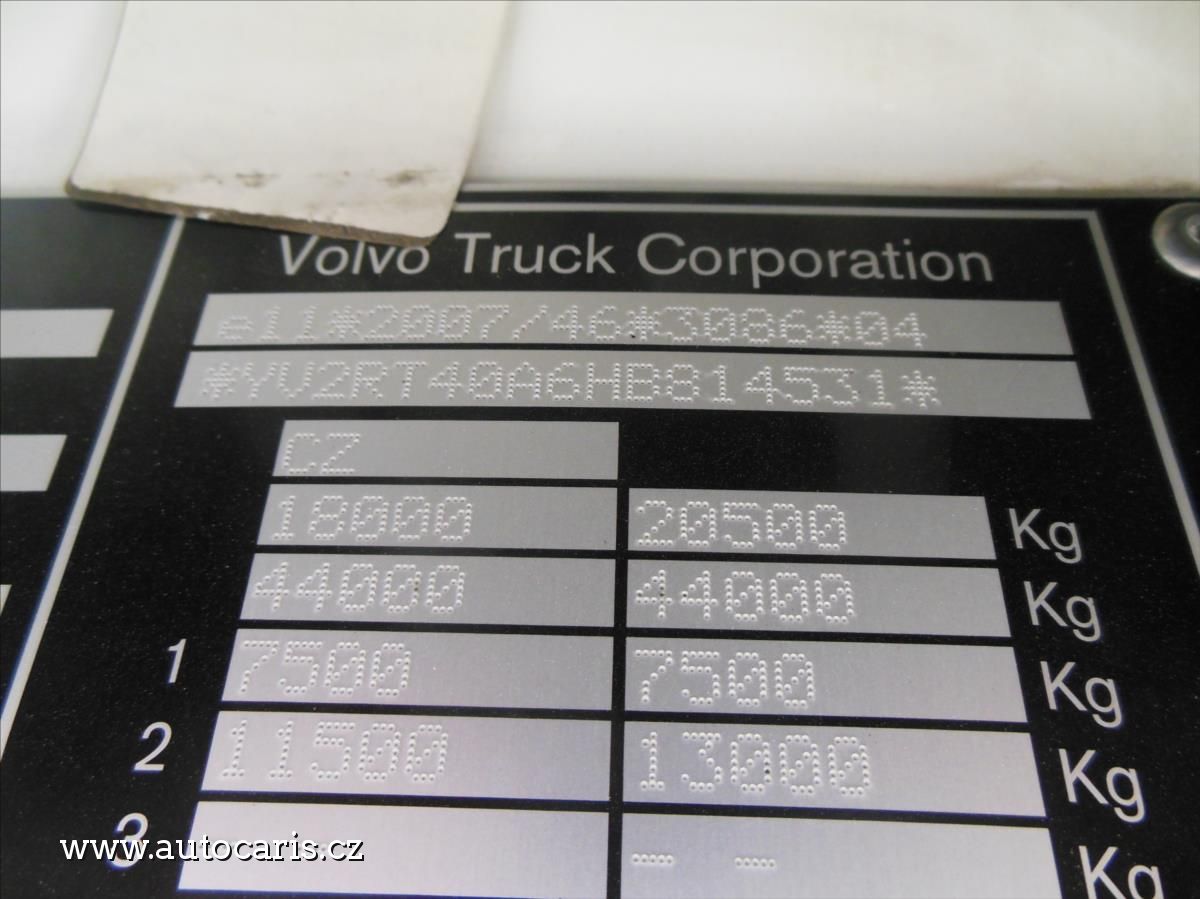 Volvo Truck Corporation
e11*2007/46*3086*04
*YV2RT40A6HB814531*
CZ
18000 20500 Kg
44000 44000 Kg
1 7500 7500 Kg
2 11500 13000 Kg
3 -- -- Kg
www.autocaris.cz